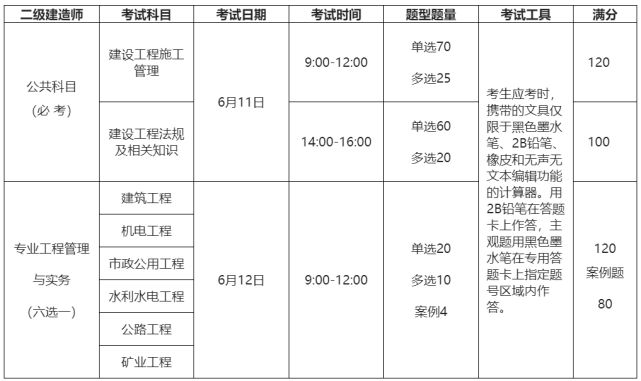 二级建造师 考试科目 考试日期 考试时间 题型题量 考试工具 满分
公共科目
（必 考）
建设工程施工
管理
6月11日
9:00-12:00
单选70
多选25
120
建设工程法规
及相关知识
14:00-16:00
单选60
多选20
100
考生应考时，
携带的文具仅
限于黑色墨水
笔、2B铅笔、
橡皮和无声无
文本编辑功能
的计算器。用
2B铅笔在答题
卡上作答，主
观题用黑色墨
水笔在专用答
题卡上指定题
号区域内作
答。
专业工程管理
与实务
（六选一）
建筑工程
机电工程
市政公用工程
水利水电工程
公路工程
矿业工程
6月12日
9:00-12:00
单选20
多选10
案例4
120
案例题
80